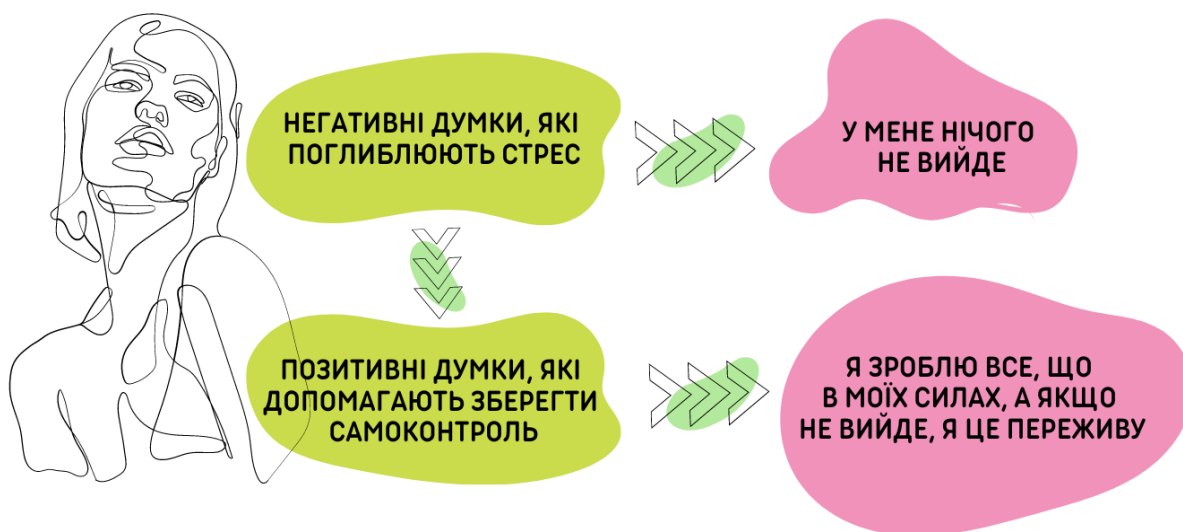 НЕГАТИВНІ ДУМКИ, ЯКІ
ПОГЛИБЛЮЮТЬ СТРЕС
У МЕНЕ НІЧОГО
НЕ ВИЙДЕ
ПОЗИТИВНІ ДУМКИ, ЯКІ
ДОПОМАГАЮТЬ ЗБЕРЕГТИ
САМОКОНТРОЛЬ
Я ЗРОБЛЮ ВСЕ, ЩО
В МОЇХ СИЛАХ, А ЯКЩО
НЕ ВИЙДЕ, Я ЦЕ ПЕРЕЖИВУ